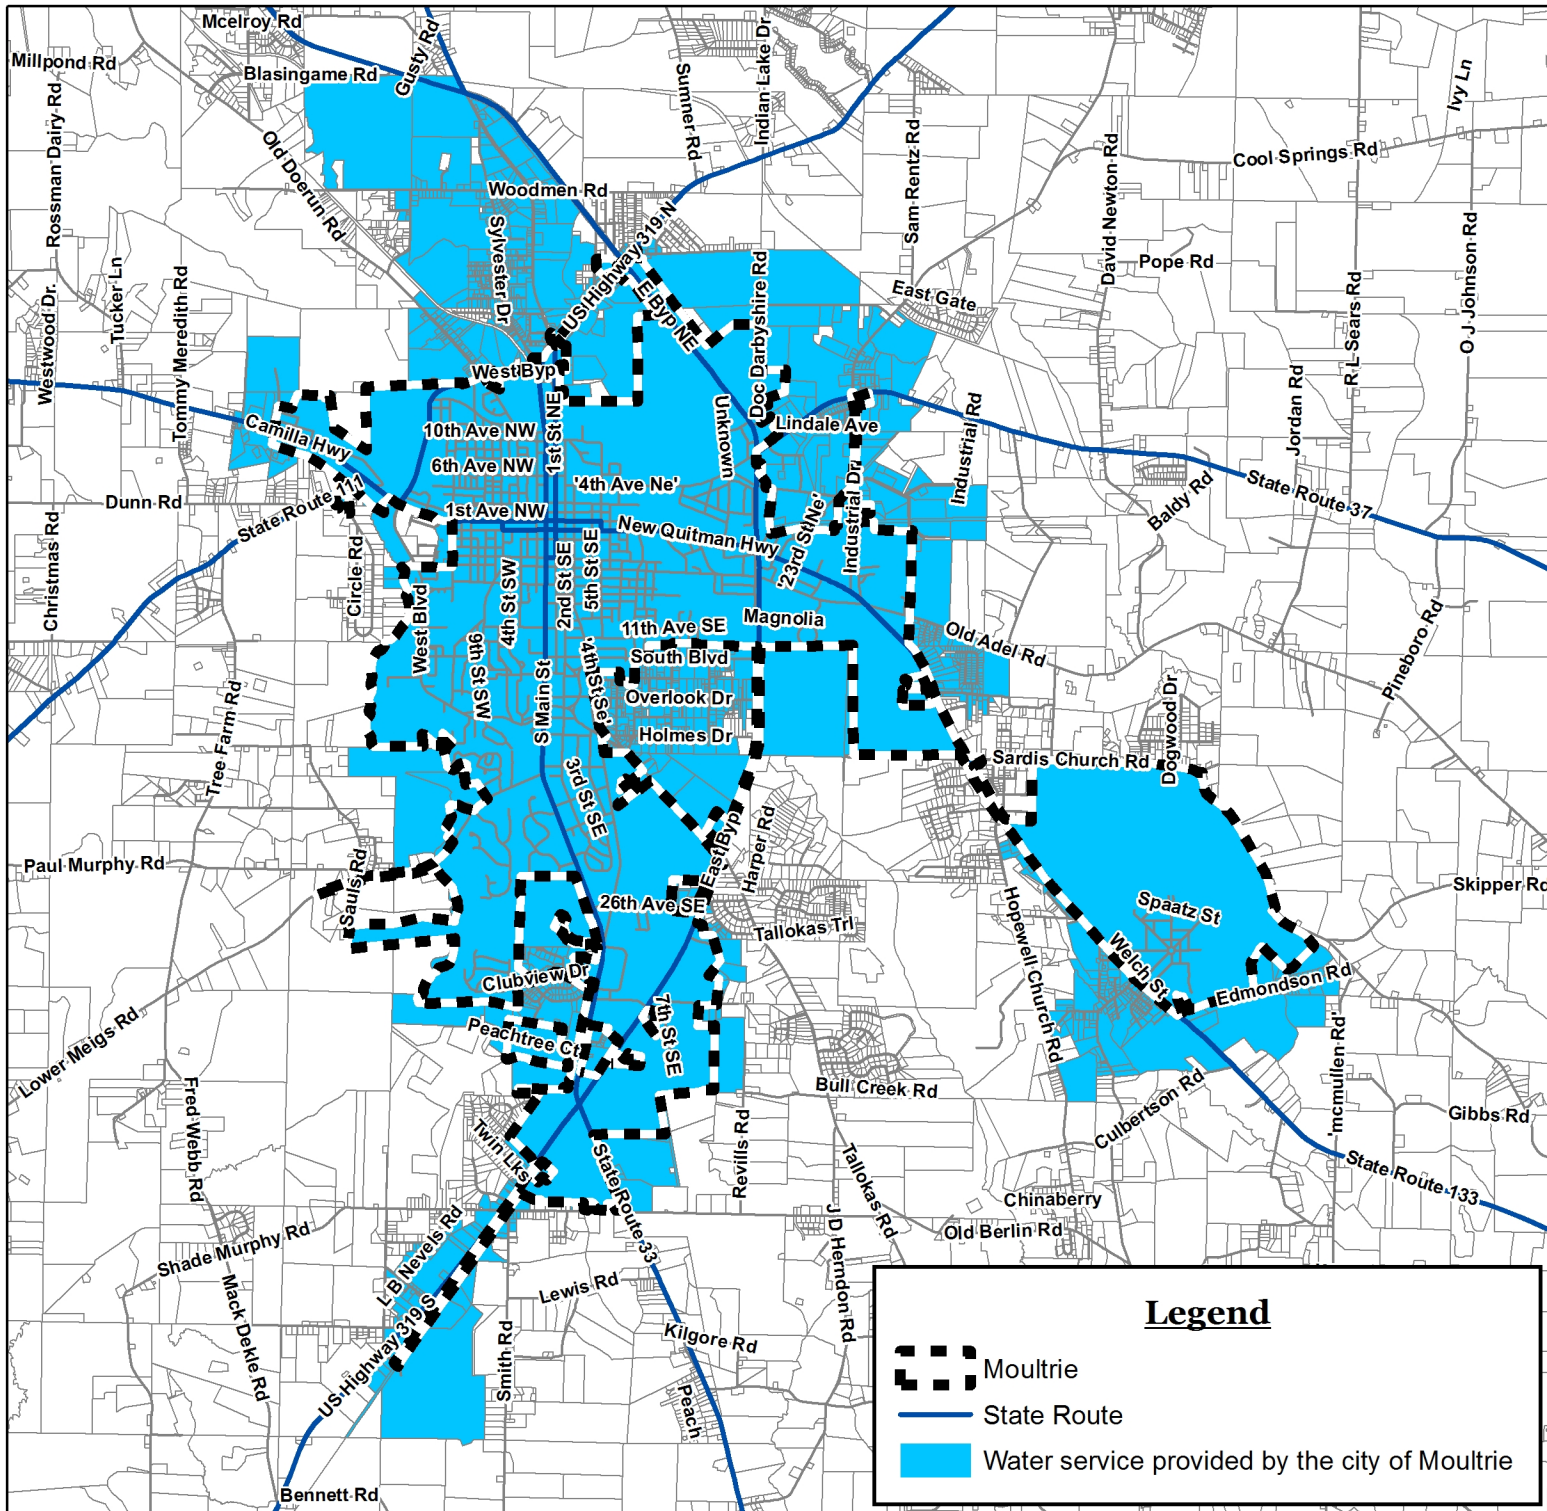 Mcelroy Rd
Gusty Rd
Millpond Rd
Blasingame Rd
Sumner Rd
Indian Lake Dr
Ivy Ln
Rossman Dairy Rd
Old Doerun Rd
Sam Rentz Rd
David Newton Rd
Cool Springs Rd
Woodmen Rd
Sylvester Dr
US Highway 319 N
E Byp NE
Doc Darbyshire Rd
East Gate
Pope Rd
R L Sears Rd
O J Johnson Rd
Westwood Dr.
Tucker Ln
Tommy Meredith Rd
West Byp
Unknown
Lindale Ave
Industrial Rd
Jordan Rd
Camilla Hwy
10th Ave NW
1st St NE
6th Ave NW
'4th Ave Ne'
Dunn Rd
State Route 111
1st Ave NW
New Quitman Hwy
'23rd St Ne'
Industrial Dr
Baldy Rd
State Route 37
Christmas Rd
Circle Rd
West Blvd
4th St SW
2nd St SE
5th St SE
11th Ave SE
Magnolia
Old Adel Rd
Pineboro Rd
9th St SW
S Main St
'4th St Se'
South Blvd
Overlook Dr
Holmes Dr
Tree Farm Rd
Dogwood Dr
Sardis Church Rd
3rd St SE
East Byp
Harper Rd
Paul Murphy Rd
Sauls Rd
26th Ave SE
Tallokas Trl
Hopewell Church Rd
Spaatz St
Skipper Rd
Welch St
Edmondson Rd
Clubview Dr
Peachtree Ct
7th St SE
Lower Meigs Rd
Fred Webb Rd
Bull Creek Rd
Culbertson Rd
'mcmullen Rd'
Gibbs Rd
Twin Lks
State Route 33
Revills Rd
Tallokas Rd
Chinaberry
Old Berlin Rd
State Route 133
Shade Murphy Rd
L B Nevels Rd
Mack Dekle Rd
US Highway 319 S
Lewis Rd
Smith Rd
Kilgore Rd
J D Herndon Rd
Peach
Bennett Rd
Legend
Moultrie
State Route
Water service provided by the city of Moultrie